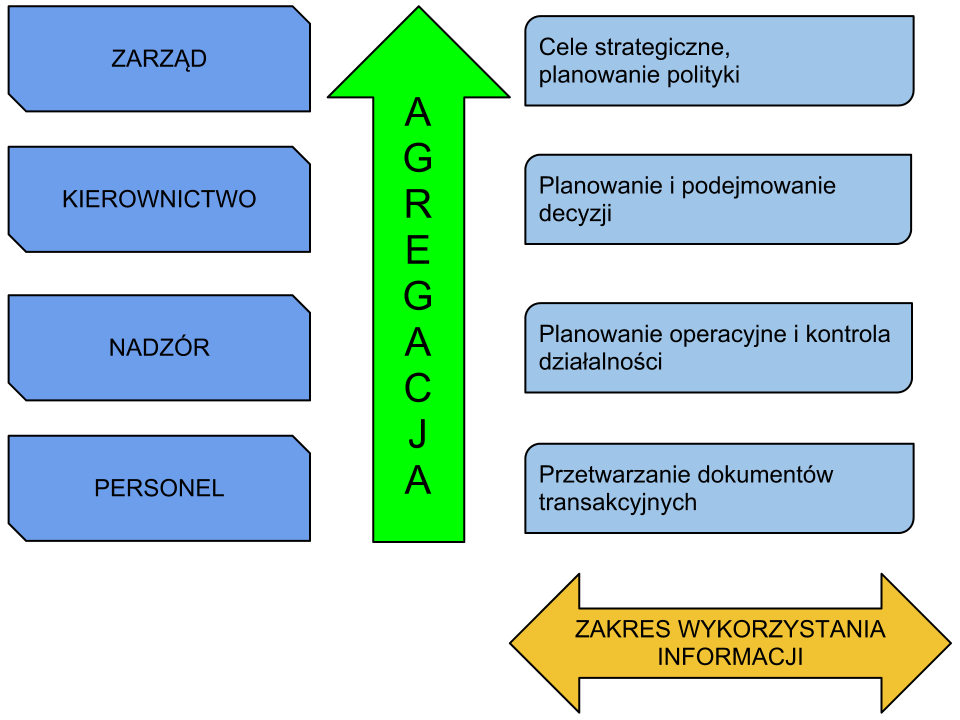 ZARZĄD
Cele strategiczne,
planowanie polityki
KIEROWNICTWO
Planowanie i podejmowanie
decyzji
NADZÓR
Planowanie operacyjne i kontrola
działalności
PERSONEL
Przetwarzanie dokumentów
transakcyjnych
A
G
R
E
G
A
C
J
A
ZAKRES WYKORZYSTANIA
INFORMACJI